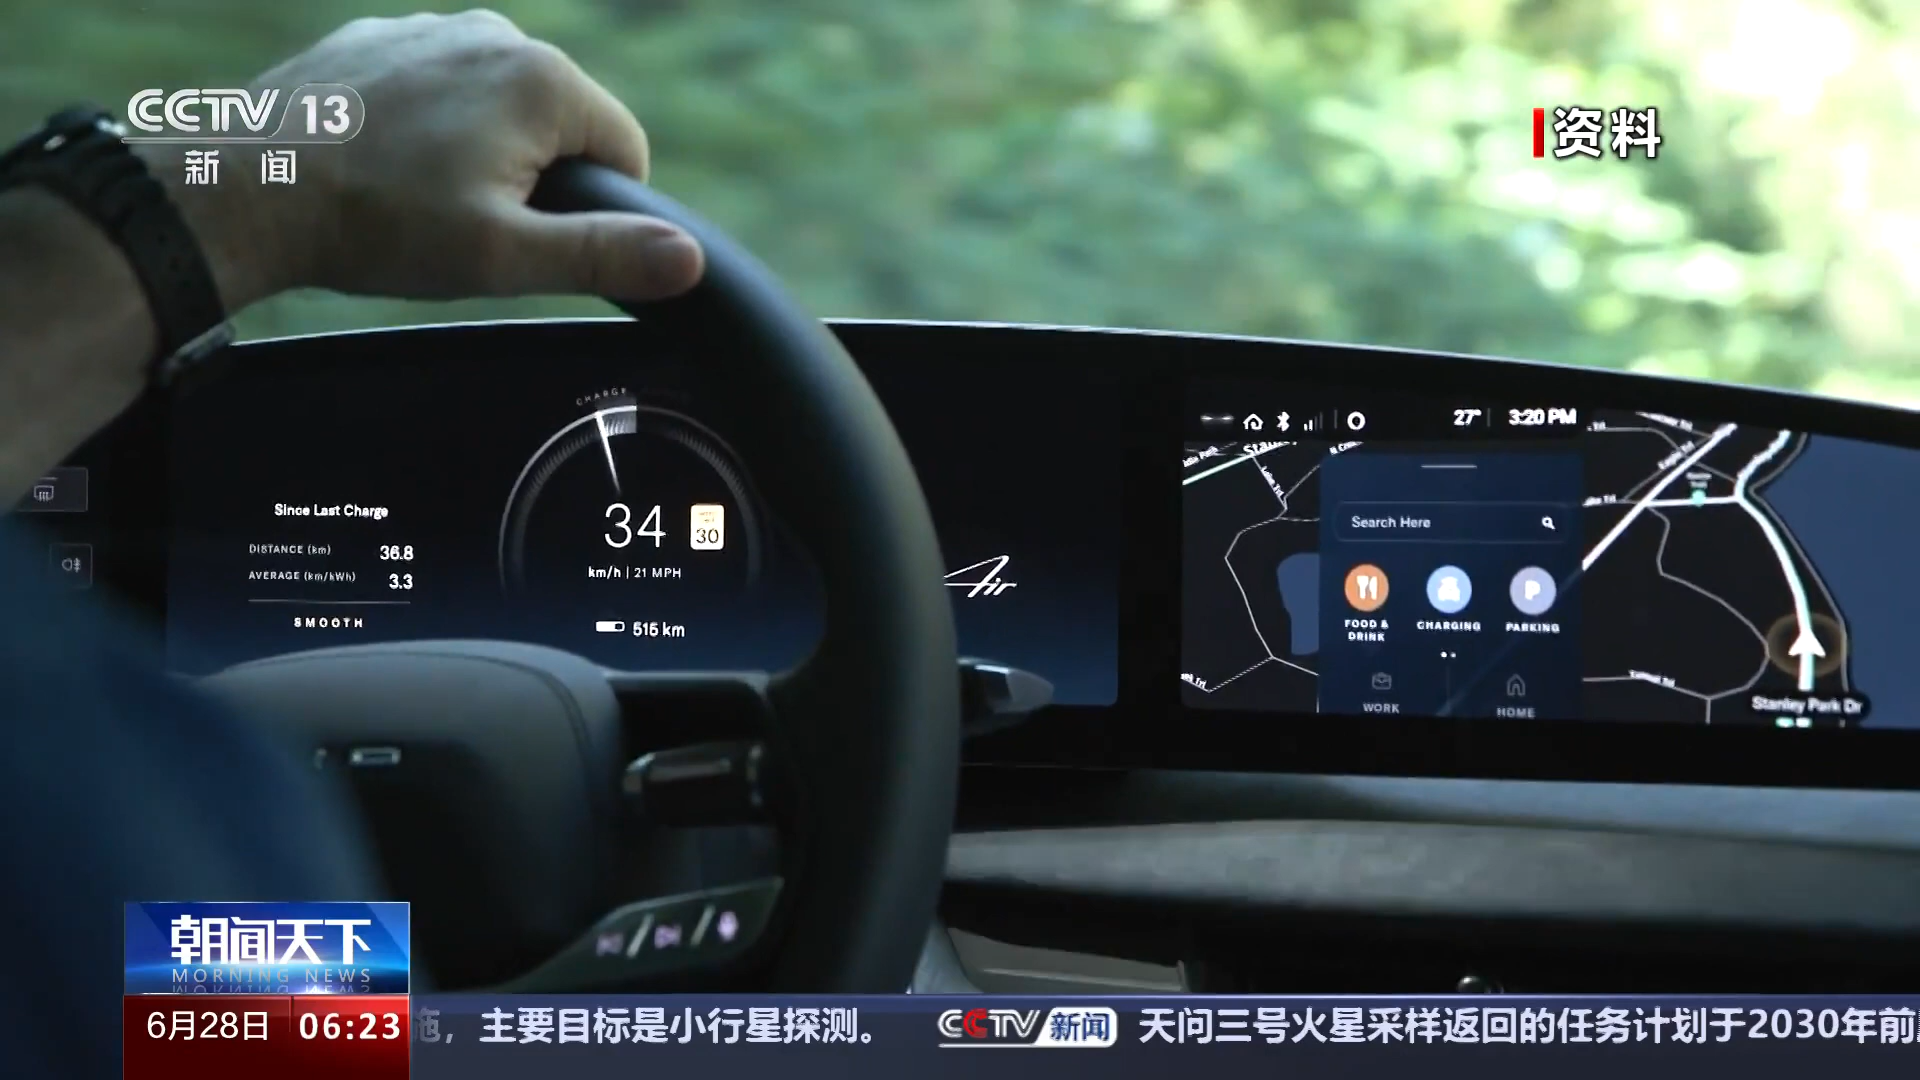 CCTV 13
新闻
资料
CHARGE
Since Last Charge
DISTANCE (km) 36.8
AVERAGE (km/kWh) 3.3
SMOOTH
34
30
km/h | 21 MPH
515 km
Air
27° 3:20 PM
Search Here
FOOD & DRINK
CHARGING
PARKING
WORK
HOME
Stanley Park Dr
朝闻天下
MORNING NEWS
6月28日 06:23
施，主要目标是小行星探测。 CCTV新闻 天问三号火星采样返回的任务计划于2030年前